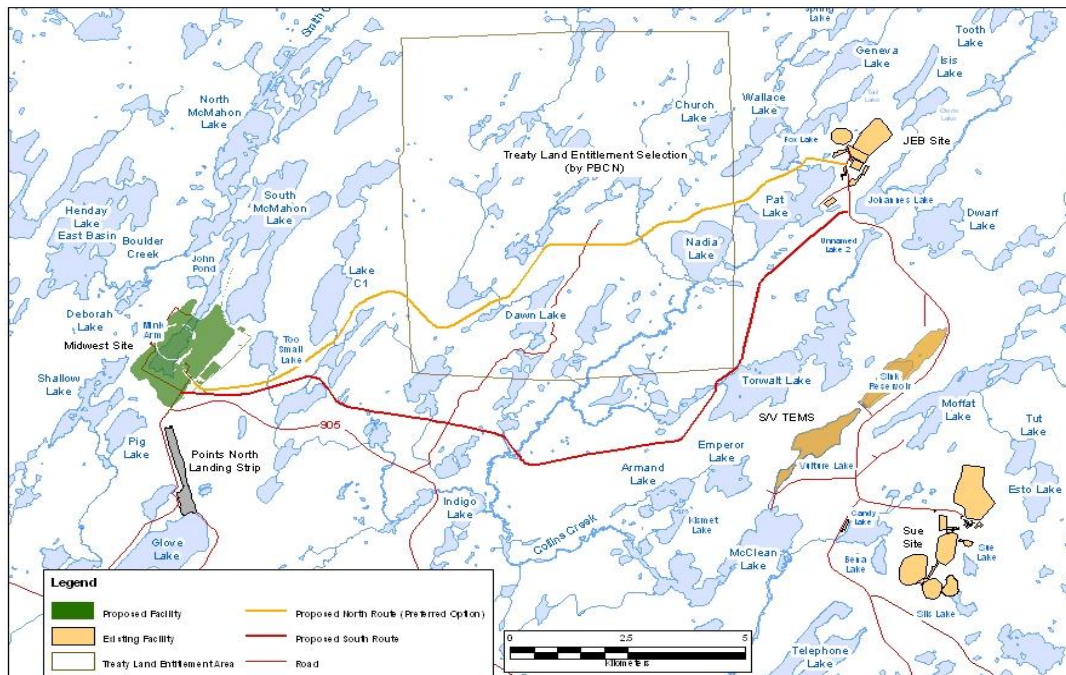 Smith C
Spring
Lake
Tooth
Lake
Geneva
Lake
Isis
Lake
North
McMahon
Lake
Church
Lake
Wallace
Lake
Fox Lake
JEB Site
Treaty Land Entitlement Selection
(by PBCN)
South
McMahon
Lake
Henday
Lake
East Basin
Boulder
Creek
John
Pond
Pat
Lake
Johannes Lake
Dwarf
Lake
Nadia
Lake
Unnamed
Lake 2
Lake
C1
Deborah
Lake
Mink
Arm
Midwest Site
Too
Small
Lake
Dawn Lake
Shallow
Lake
Torwalt Lake
Sink
Reservoir
S/V TEMS
Moffat
Lake
Tut
Lake
905
Pig
Lake
Points North
Landing Strip
Emperor
Lake
Armand
Lake
Vulture Lake
Esto Lake
Indigo
Lake
Collins Creek
Kismet
Lake
Candy
Lake
Sue
Site
Sue
Lake
Glove
Lake
McClean
Lake
Bena
Lake
Silis Lake
Telephone
Lake
Legend
Proposed Facility
Existing Facility
Treaty Land Entitlement Area
Proposed North Route (Preferred Option)
Proposed South Route
Road
0 2.5 5
Kilometers